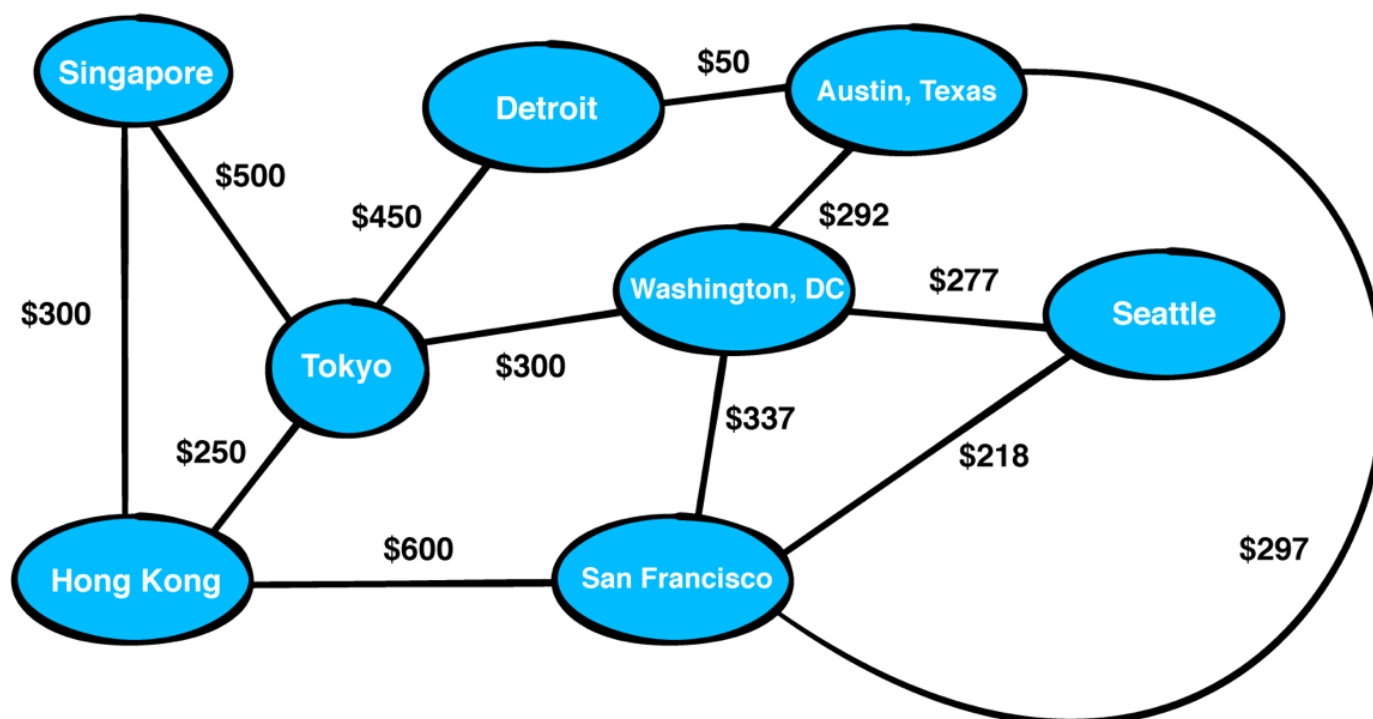 Singapore
Detroit
$50
Austin, Texas
$500
$450
$292
Washington, DC
$277
Seattle
$300
Tokyo
$300
$337
$250
$218
$600
$297
Hong Kong
San Francisco